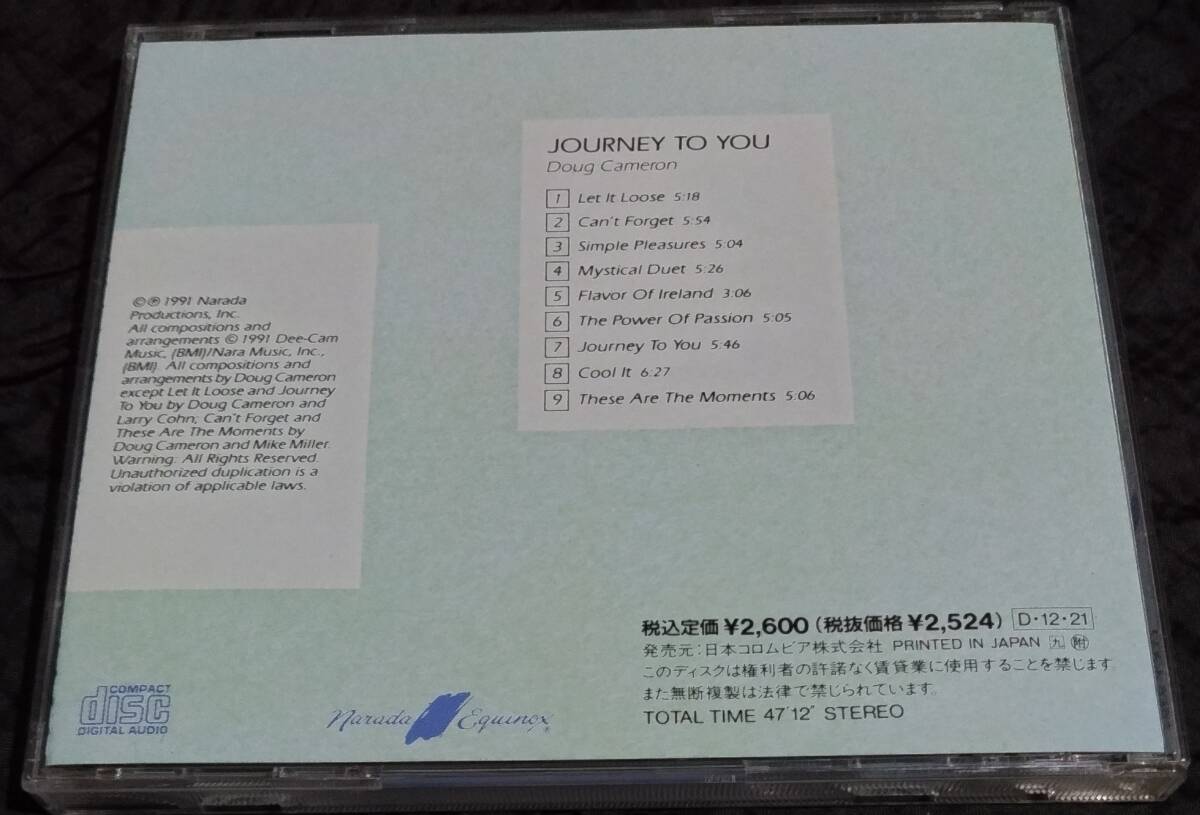 JOURNEY TO YOU
Doug Cameron
1 Let It Loose 5:18
2 Can't Forget 5:54
3 Simple Pleasures 5:04
4 Mystical Duet 5:26
5 Flavor Of Ireland 3:06
6 The Power Of Passion 5:05
7 Journey To You 5:46
8 Cool It 6:27
9 These Are The Moments 5:06
©℗ 1991 Narada
Productions, Inc.
All compositions and
arrangements © 1991 Dee-Cam
Music, (BMI)/Nara Music, Inc.,
(BMI). All compositions and
arrangements by Doug Cameron
except Let It Loose and Journey
To You by Doug Cameron and
Larry Cohn; Can't Forget and
These Are The Moments by
Doug Cameron and Mike Miller.
Warning: All Rights Reserved.
Unauthorized duplication is a
violation of applicable laws.
税込定価¥2,600(税抜価格¥2,524) D・12・21
発売元:日本コロムビア株式会社 PRINTED IN JAPAN 九 附
このディスクは権利者の許諾なく賃貸業に使用することを禁じます。
また無断複製は法律で禁じられています。
TOTAL TIME 47'12" STEREO
COMPACT
disc
DIGITAL AUDIO
Narada Equinox®